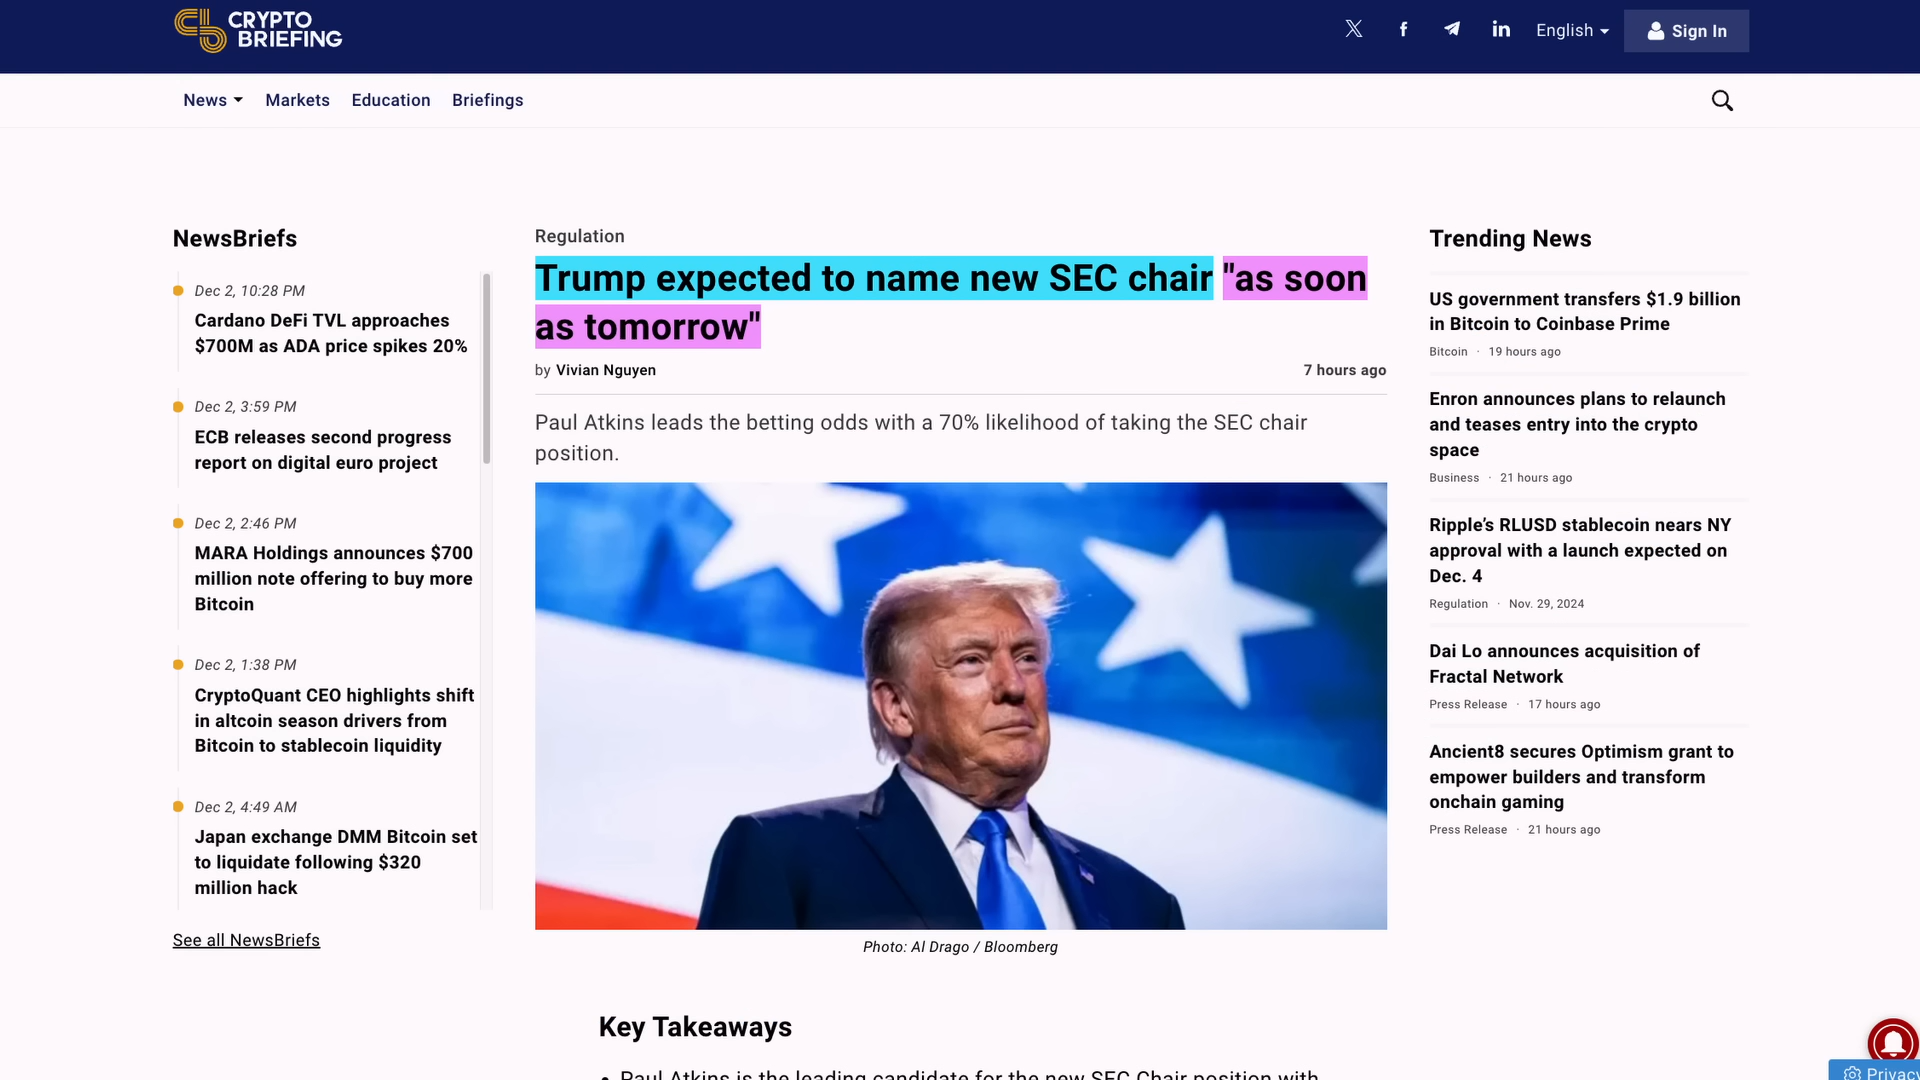 CRYPTO
BRIEFING
English
Sign In
News
Markets
Education
Briefings
NewsBriefs
Dec 2, 10:28 PM
Cardano DeFi TVL approaches
$700M as ADA price spikes 20%
Dec 2, 3:59 PM
ECB releases second progress
report on digital euro project
Dec 2, 2:46 PM
MARA Holdings announces $700
million note offering to buy more
Bitcoin
Dec 2, 1:38 PM
CryptoQuant CEO highlights shift
in altcoin season drivers from
Bitcoin to stablecoin liquidity
Dec 2, 4:49 AM
Japan exchange DMM Bitcoin set
to liquidate following $320
million hack
See all NewsBriefs
Regulation
Trump expected to name new SEC chair "as soon
as tomorrow"
by Vivian Nguyen
7 hours ago
Paul Atkins leads the betting odds with a 70% likelihood of taking the SEC chair
position.
Photo: Al Drago / Bloomberg
Key Takeaways
• Paul Atkins is the leading candidate for the new SEC Chair position with
Trending News
US government transfers $1.9 billion
in Bitcoin to Coinbase Prime
Bitcoin · 19 hours ago
Enron announces plans to relaunch
and teases entry into the crypto
space
Business · 21 hours ago
Ripple’s RLUSD stablecoin nears NY
approval with a launch expected on
Dec. 4
Regulation · Nov. 29, 2024
Dai Lo announces acquisition of
Fractal Network
Press Release · 17 hours ago
Ancient8 secures Optimism grant to
empower builders and transform
onchain gaming
Press Release · 21 hours ago
Privacy